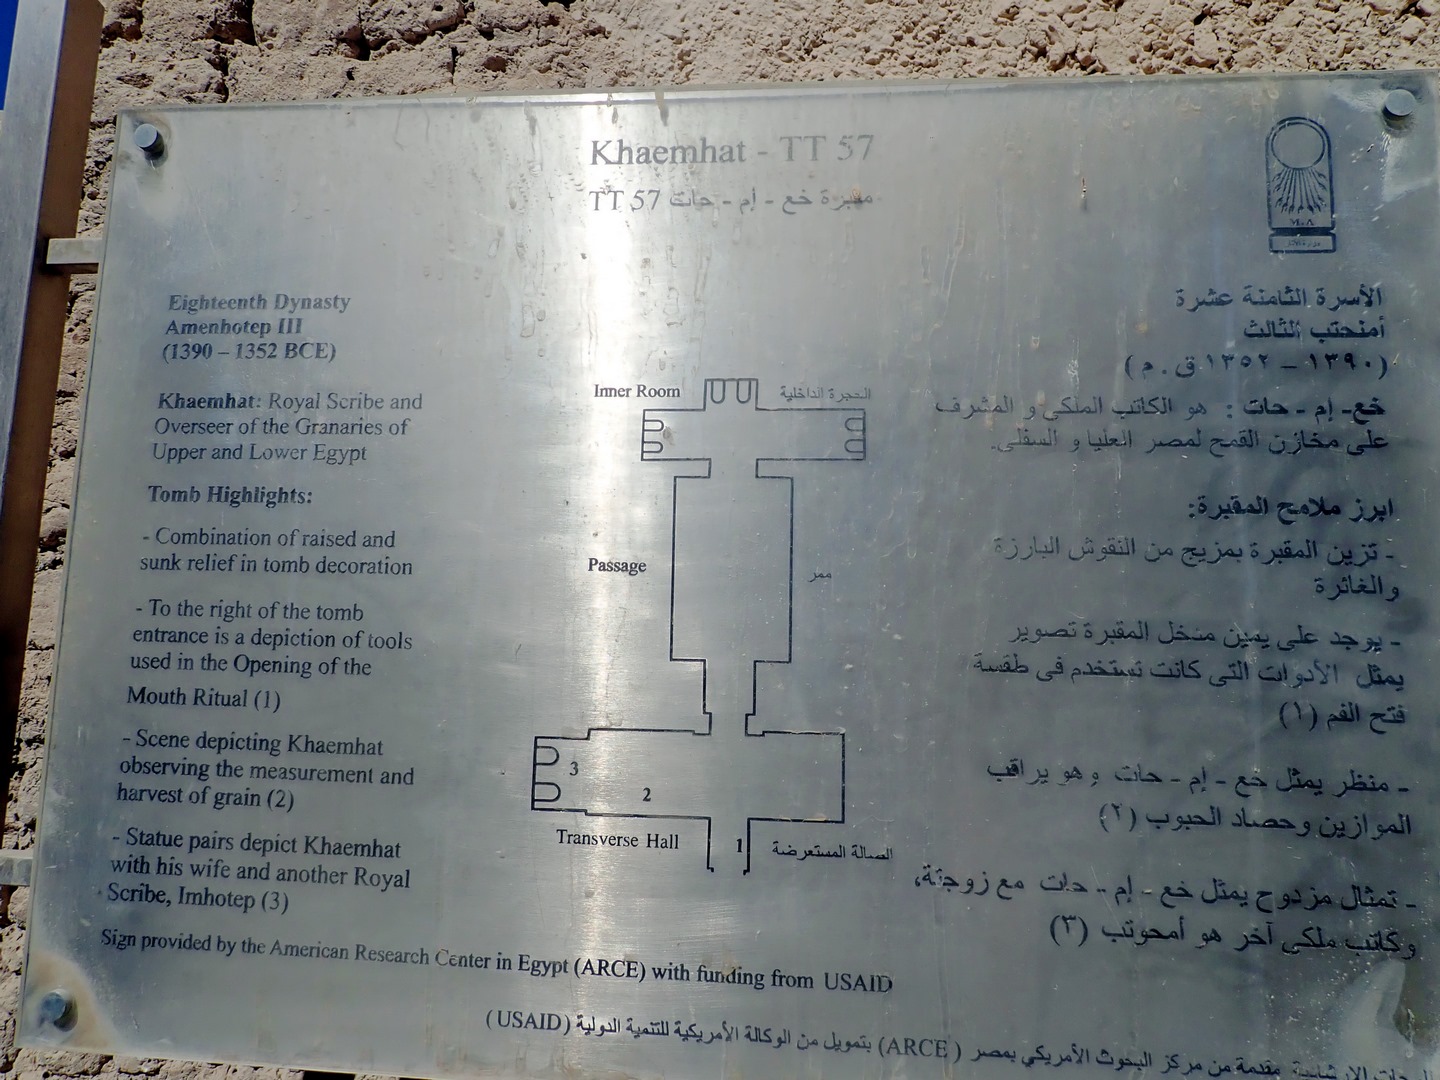 Khaemhat - TT 57
مقبرة خع - إم - حات TT 57
Eighteenth Dynasty
Amenhotep III
(1390 – 1352 BCE)
Khaemhat: Royal Scribe and
Overseer of the Granaries of
Upper and Lower Egypt
Tomb Highlights:
- Combination of raised and
sunk relief in tomb decoration
- To the right of the tomb
entrance is a depiction of tools
used in the Opening of the
Mouth Ritual (1)
- Scene depicting Khaemhat
observing the measurement and
harvest of grain (2)
- Statue pairs depict Khaemhat
with his wife and another Royal
Scribe, Imhotep (3)
Inner Room
الحجرة الداخلية
Passage
ممر
3
2
1
Transverse Hall
الصالة المستعرضة
الأسرة الثامنة عشرة
أمنحتب الثالث
(١٣٩٠ – ١٣٥٢ ق . م )
خع- إم - حات : هو الكاتب الملكى و المشرف
على مخازن القمح لمصر العليا و السفلى.
ابرز ملامح المقبرة:
- تزين المقبرة بمزيج من النقوش البارزة
والغائرة
- يوجد على يمين مدخل المقبرة تصوير
يمثل الأدوات التى كانت تستخدم فى طقسة
فتح الفم (١)
- منظر يمثل خع - إم - حات وهو يراقب
الموازين وحصاد الحبوب (٢)
- تمثال مزدوج يمثل خع - إم - حات مع زوجتة،
وكاتب ملكى آخر هو أمحوتب (٣)
Sign provided by the American Research Center in Egypt (ARCE) with funding from USAID
مقدمة من مركز البحوث الأمريكي بمصر ( ARCE) بتمويل من الوكالة الأمريكية للتنمية الدولية (USAID )